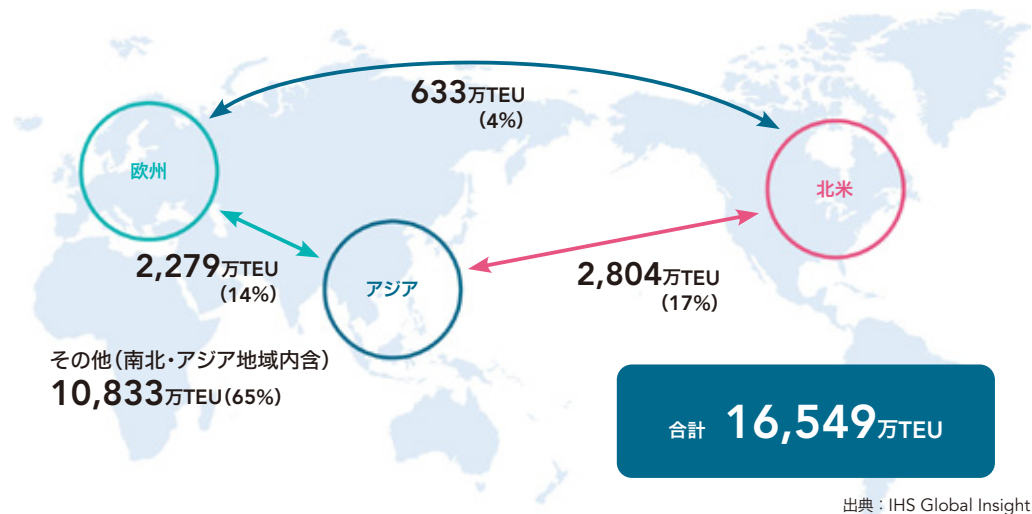 633万TEU
(4%)
欧州
北米
2,279万TEU
(14%)
アジア
2,804万TEU
(17%)
その他(南北・アジア地域内含)
10,833万TEU(65%)
合計 16,549万TEU
出典:IHS Global Insight